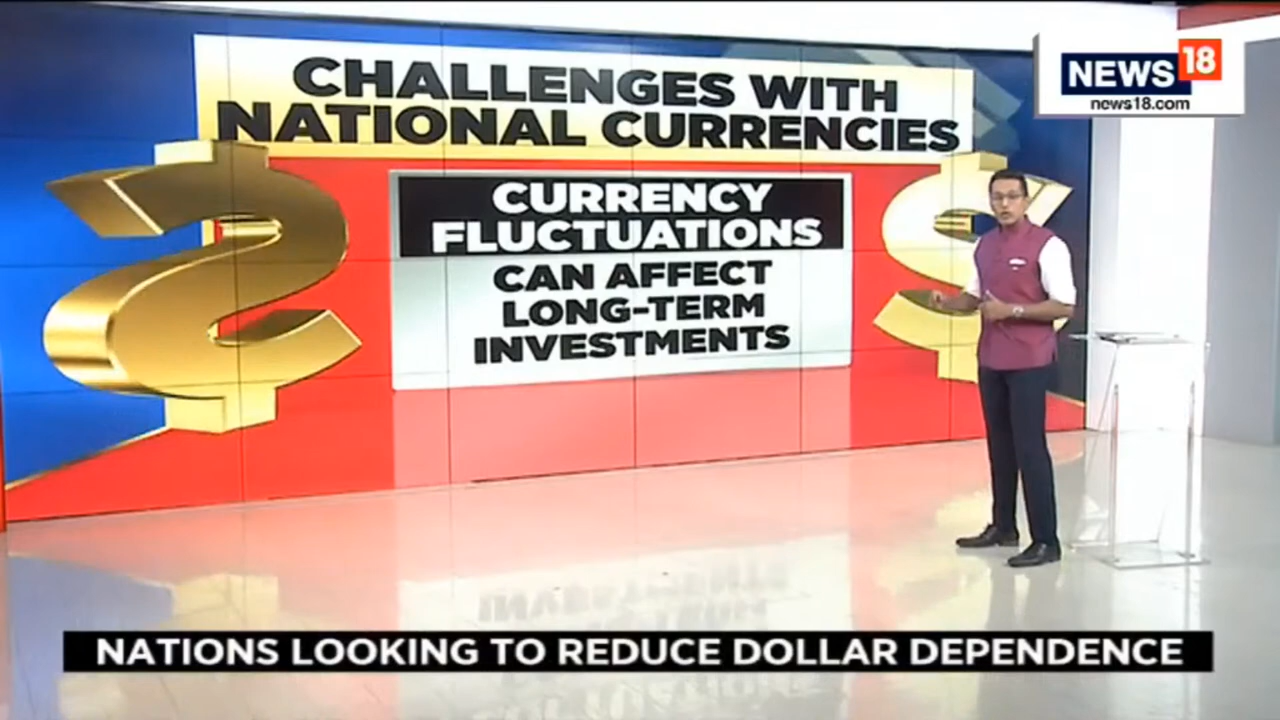 CHALLENGES WITH
NATIONAL CURRENCIES
CURRENCY
FLUCTUATIONS
CAN AFFECT
LONG-TERM
INVESTMENTS
NEWS18
news18.com
NATIONS LOOKING TO REDUCE DOLLAR DEPENDENCE